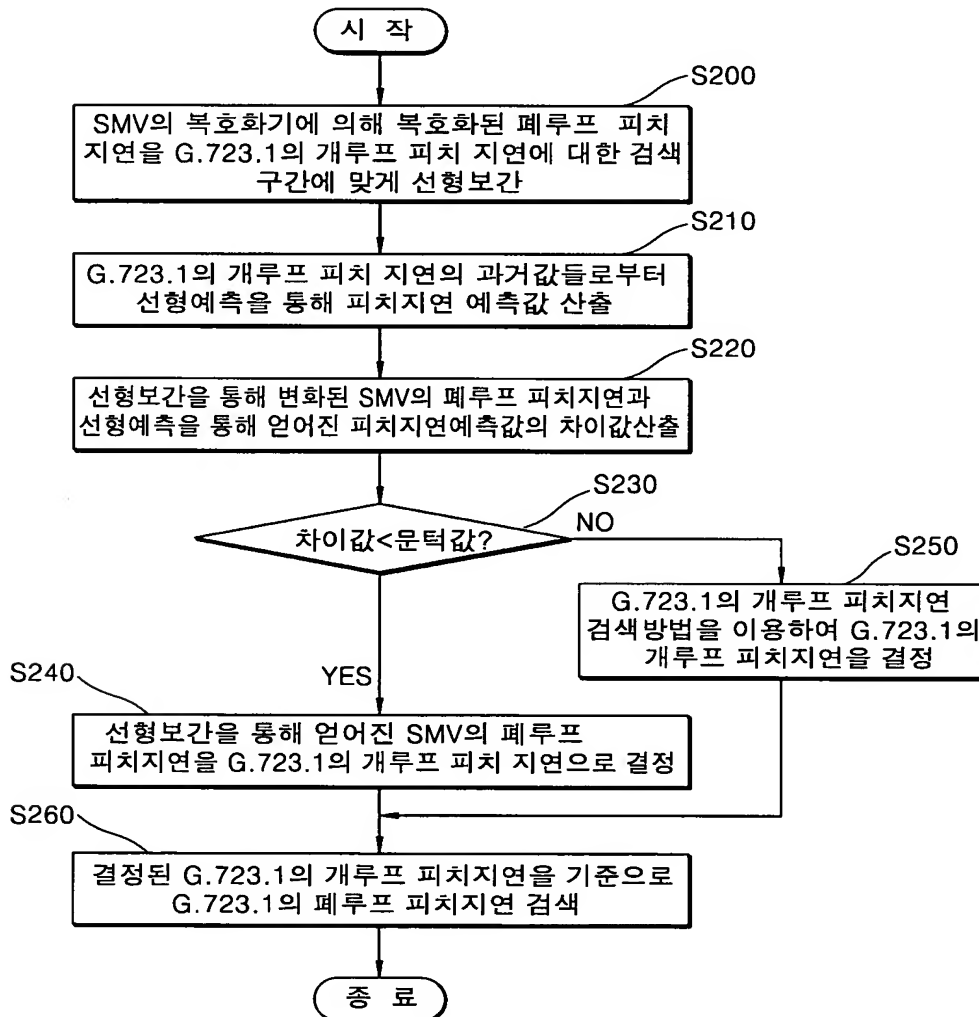 시 작
S200
SMV의 복호화기에 의해 복호화된 폐루프 피치
지연을 G.723.1의 개루프 피치 지연에 대한 검색
구간에 맞게 선형보간
S210
G.723.1의 개루프 피치 지연의 과거값들로부터
선형예측을 통해 피치지연 예측값 산출
S220
선형보간을 통해 변화된 SMV의 폐루프 피치지연과
선형예측을 통해 얻어진 피치지연예측값의 차이값산출
S230
차이값<문턱값?
NO
S250
G.723.1의 개루프 피치지연
검색방법을 이용하여 G.723.1의
개루프 피치지연을 결정
YES
S240
선형보간을 통해 얻어진 SMV의 폐루프
피치지연을 G.723.1의 개루프 피치 지연으로 결정
S260
결정된 G.723.1의 개루프 피치지연을 기준으로
G.723.1의 폐루프 피치지연 검색
종 료